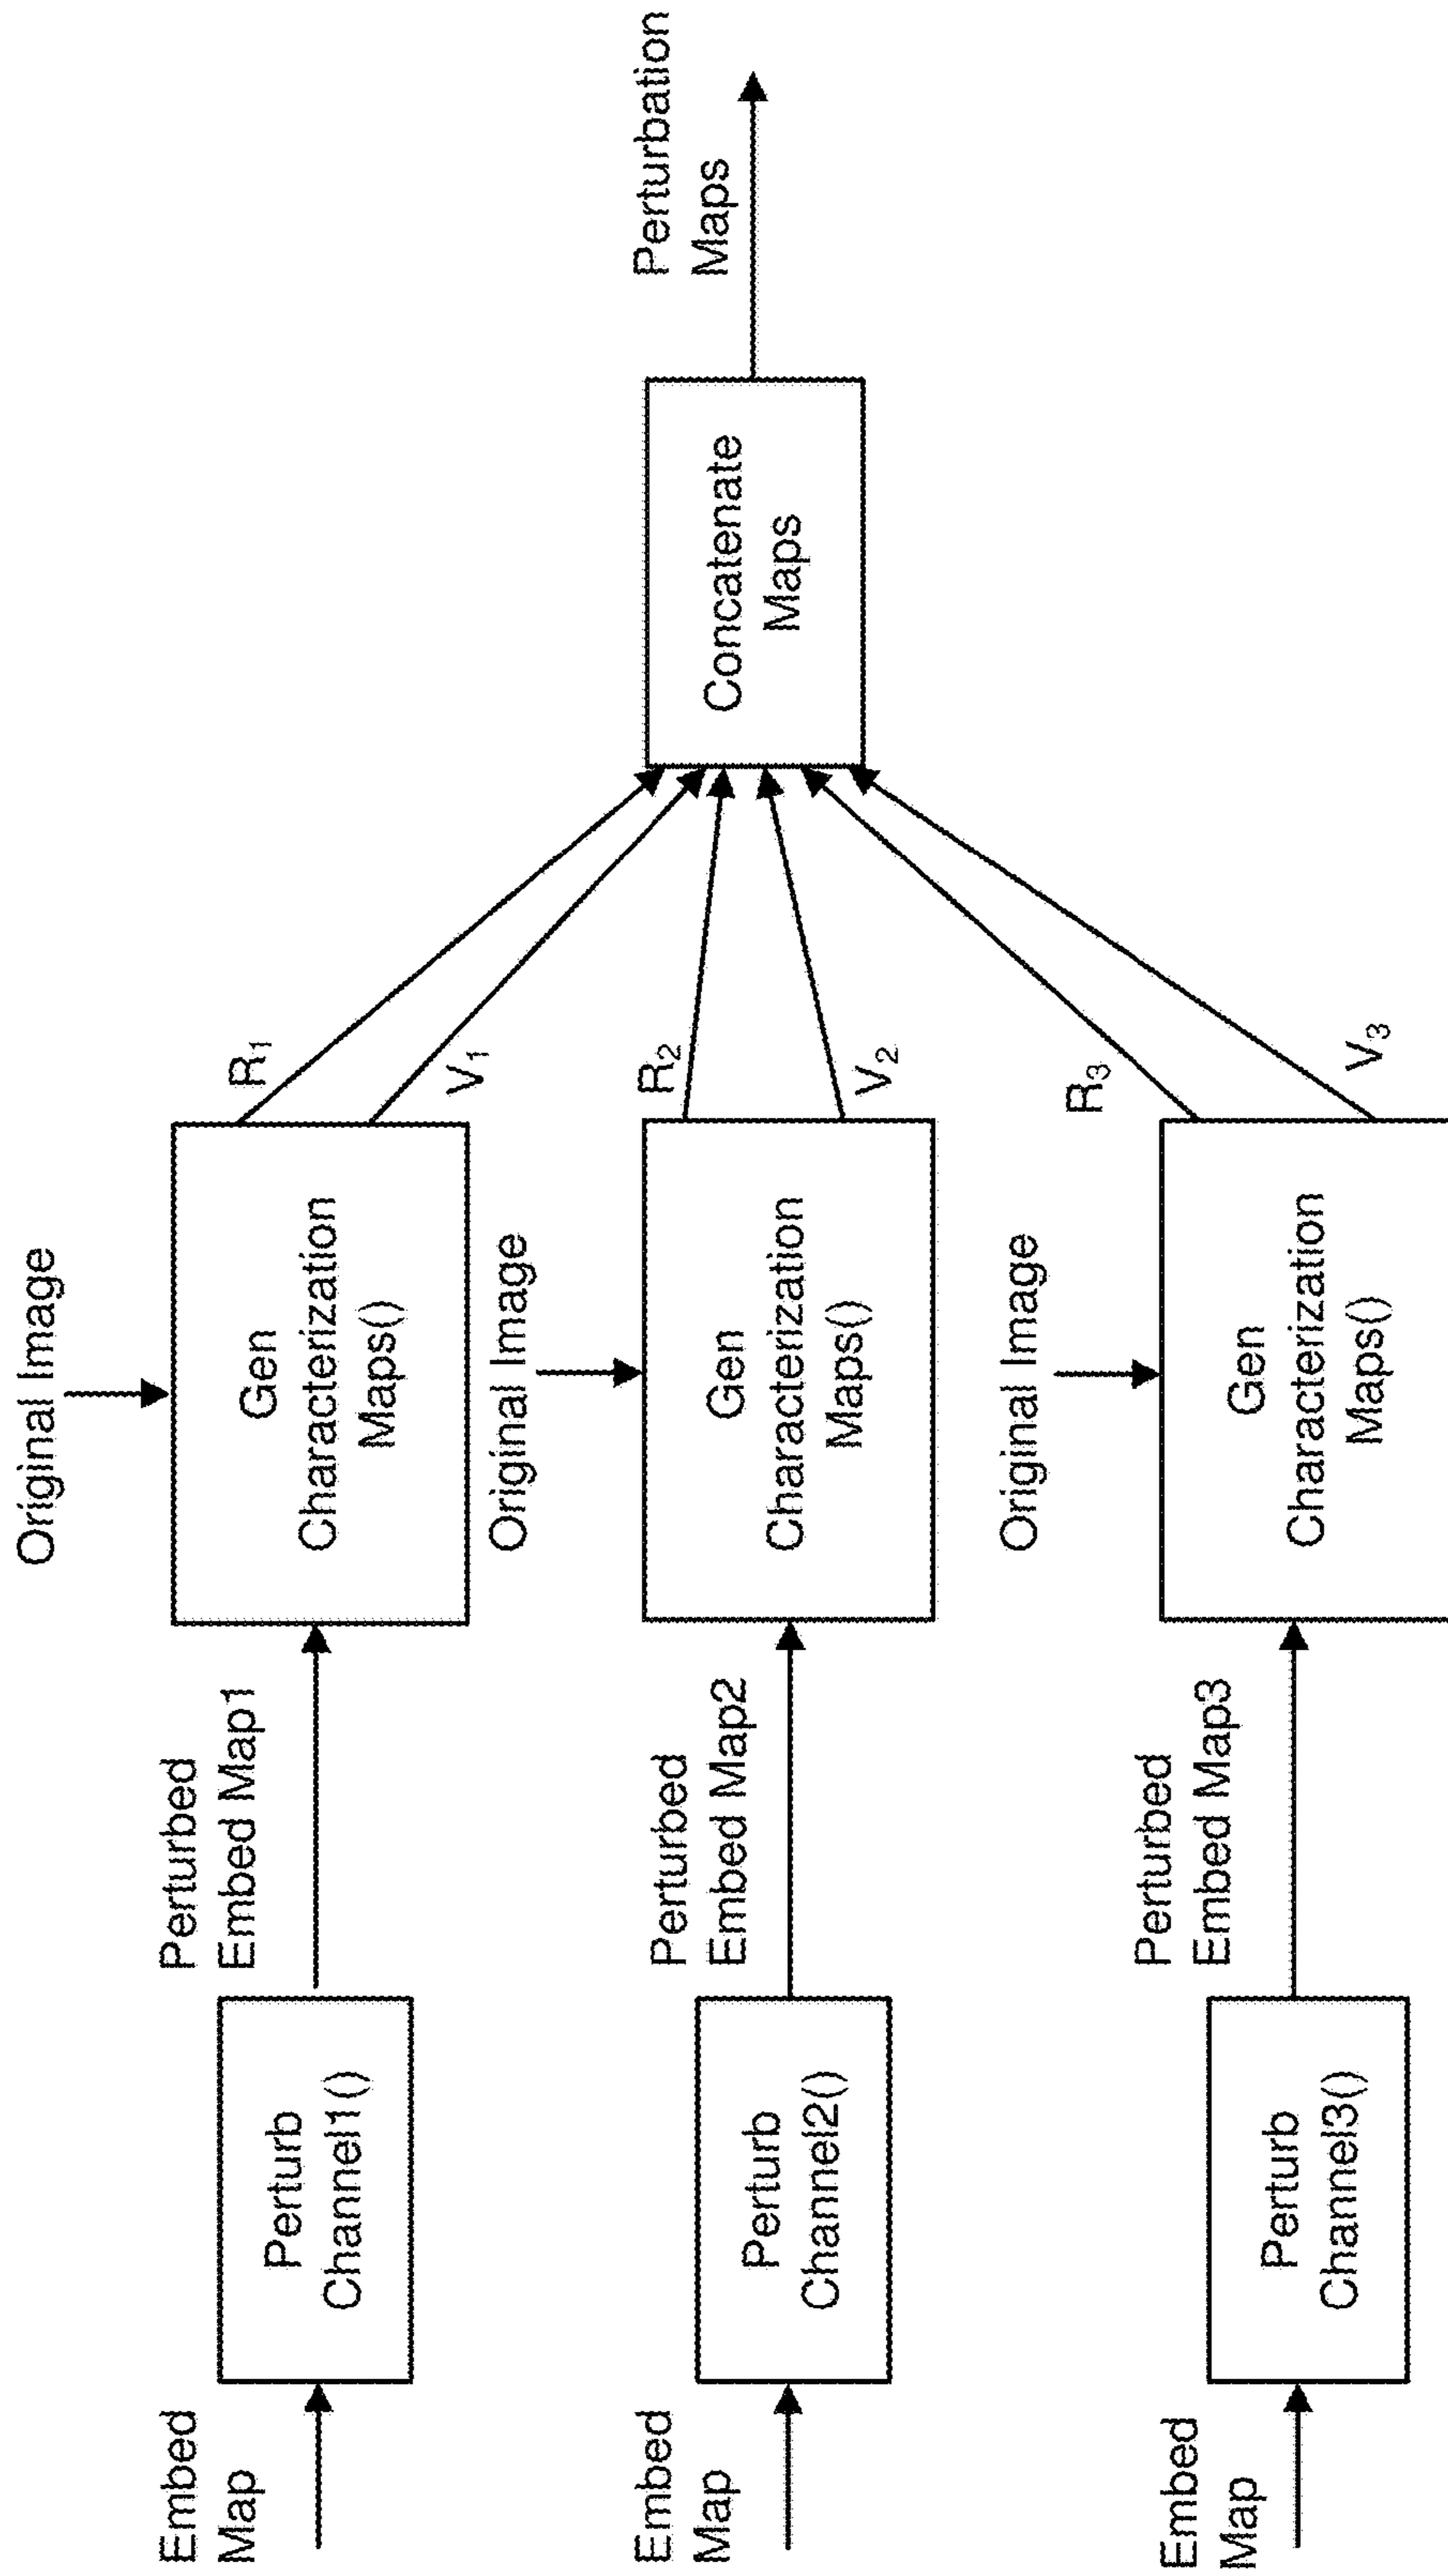 Embed
Map
Perturb
Channel1()
Perturbed
Embed Map1
Original Image
Gen
Characterization
Maps()
R1
V1
Embed
Map
Perturb
Channel2()
Perturbed
Embed Map2
Original Image
Gen
Characterization
Maps()
R2
V2
Embed
Map
Perturb
Channel3()
Perturbed
Embed Map3
Original Image
Gen
Characterization
Maps()
R3
V3
Concatenate
Maps
Perturbation
Maps